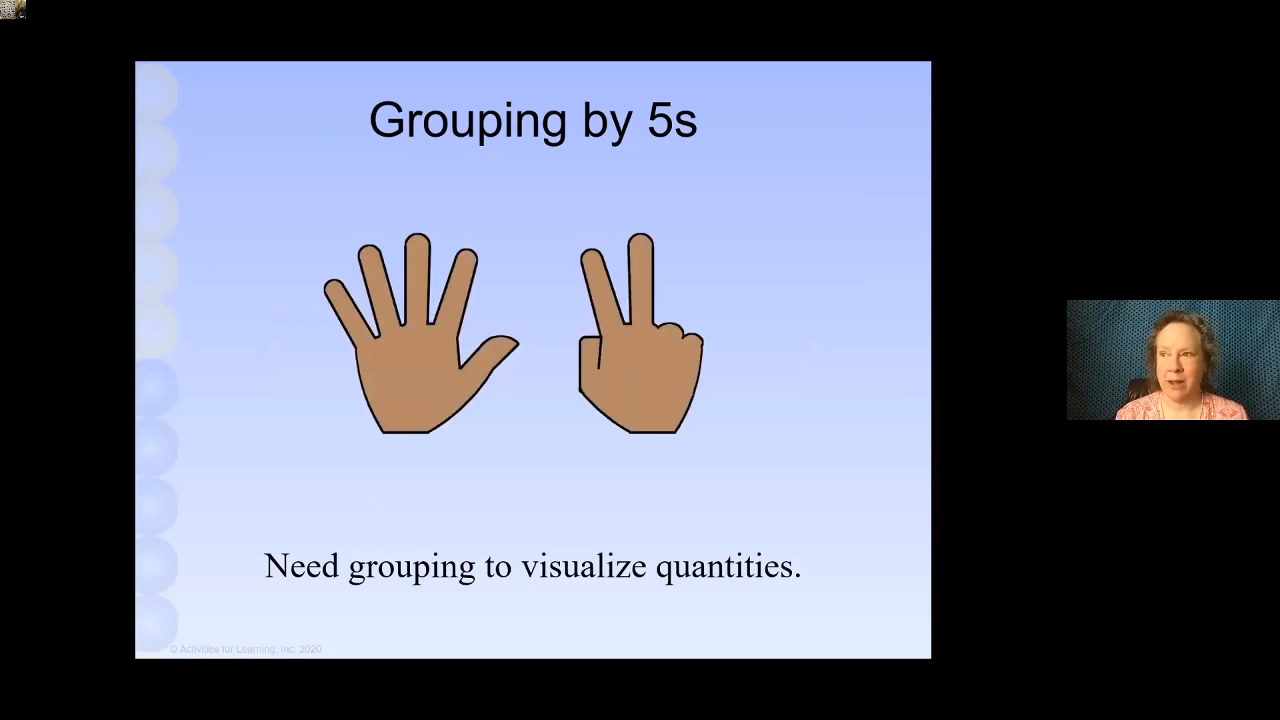 Grouping by 5s
Need grouping to visualize quantities.
© Activities for Learning, Inc. 2020